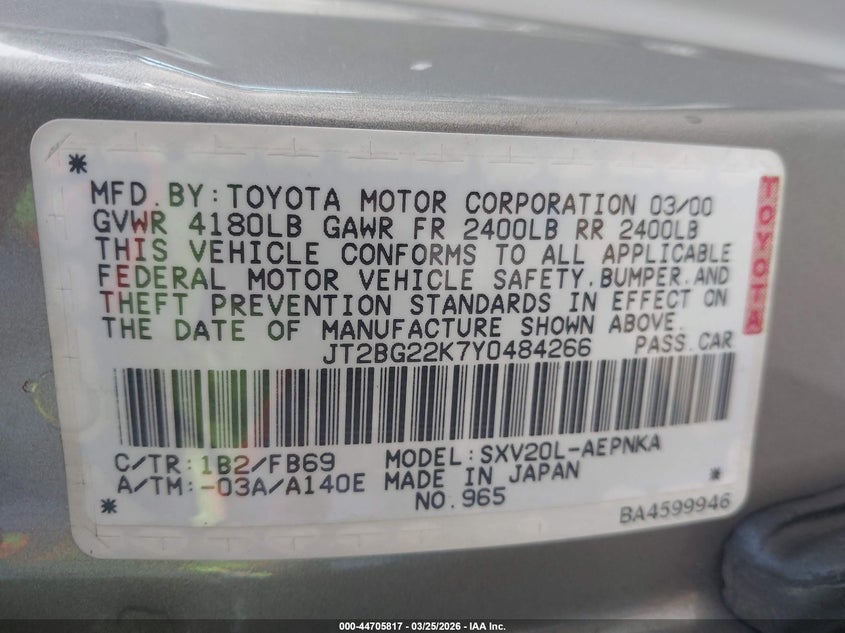 MFD. BY: TOYOTA MOTOR CORPORATION 03/00
GVWR 4180LB GAWR FR 2400LB RR 2400LB
THIS VEHICLE CONFORMS TO ALL APPLICABLE
FEDERAL MOTOR VEHICLE SAFETY, BUMPER, AND
THEFT PREVENTION STANDARDS IN EFFECT ON
THE DATE OF MANUFACTURE SHOWN ABOVE.
JT2BG22K7Y0484266 PASS. CAR
TOYOTA
C/TR: 1B2/FB69 MODEL: SXV20L-AEPNKA
A/TM: -03A/A140E MADE IN JAPAN
NO. 965
BA4599946
000-44705817 | 03/25/2026 – IAA Inc.